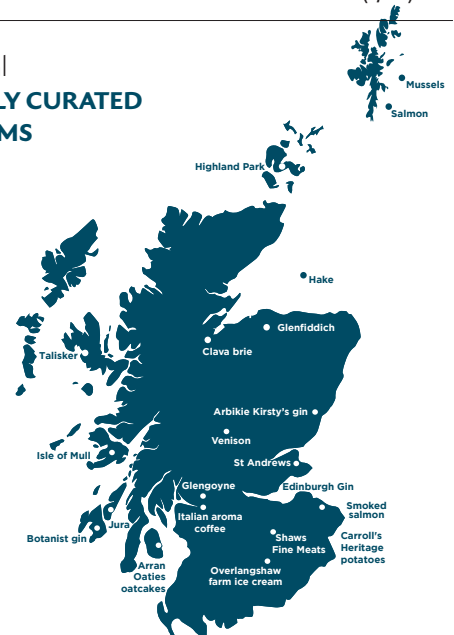 LY CURATED
MS
Mussels
Salmon
Highland Park
Hake
Glenfiddich
Talisker
Clava brie
Arbikie Kirsty's gin
Venison
Isle of Mull
St Andrews
Glengoyne
Edinburgh Gin
Italian aroma
coffee
Smoked
salmon
Jura
Botanist gin
Shaws
Fine Meats
Carroll's
Heritage
potatoes
Arran
Oaties
oatcakes
Overlangshaw
farm ice cream